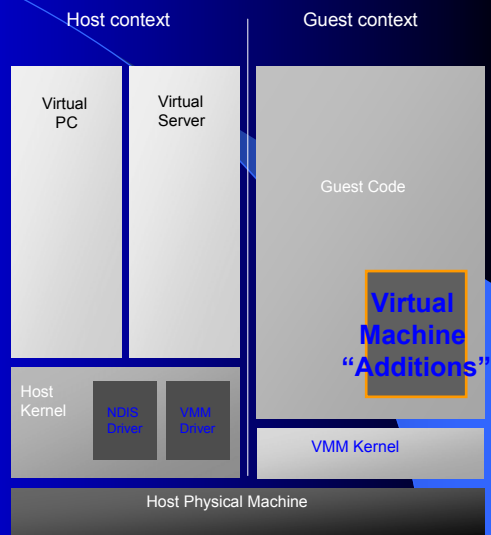 Host context
Guest context
Virtual
PC
Virtual
Server
Guest Code
Virtual
Machine
“Additions”
Host
Kernel
NDIS
Driver
VMM
Driver
VMM Kernel
Host Physical Machine